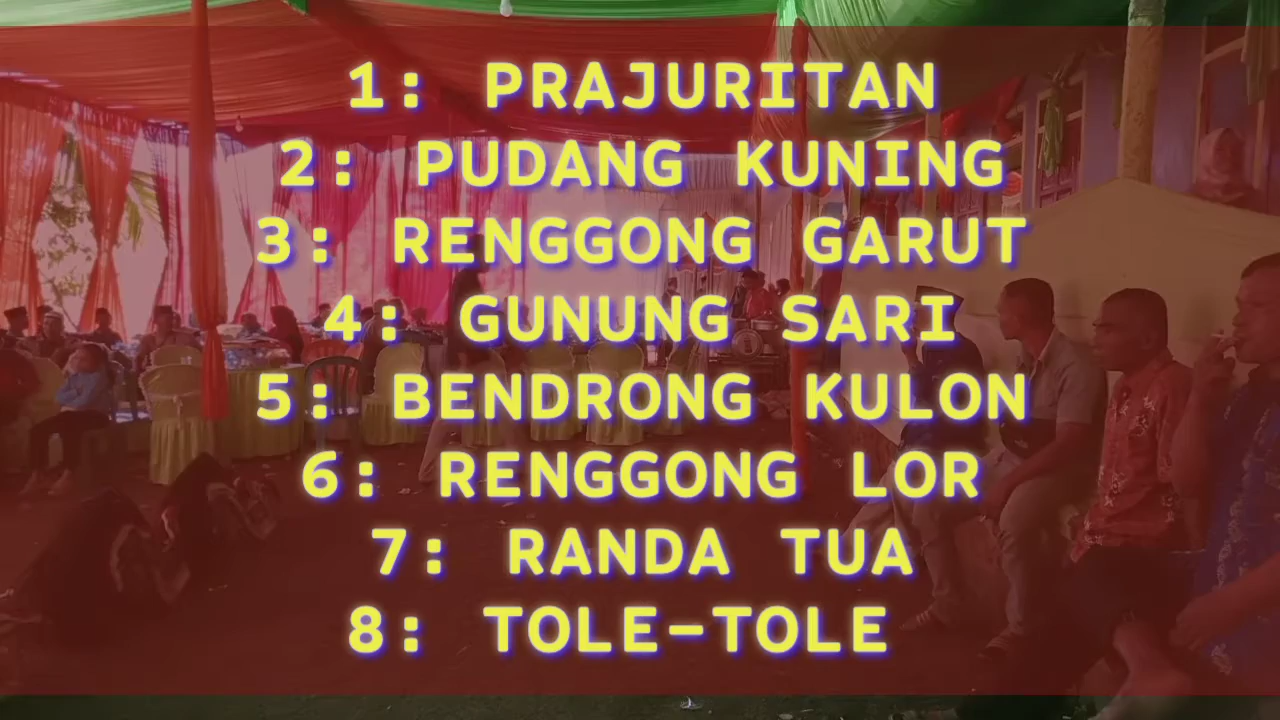 1: PRAJURITAN
2: PUDANG KUNING
3: RENGGONG GARUT
4: GUNUNG SARI
5: BENDRONG KULON
6: RENGGONG LOR
7: RANDA TUA
8: TOLE-TOLE